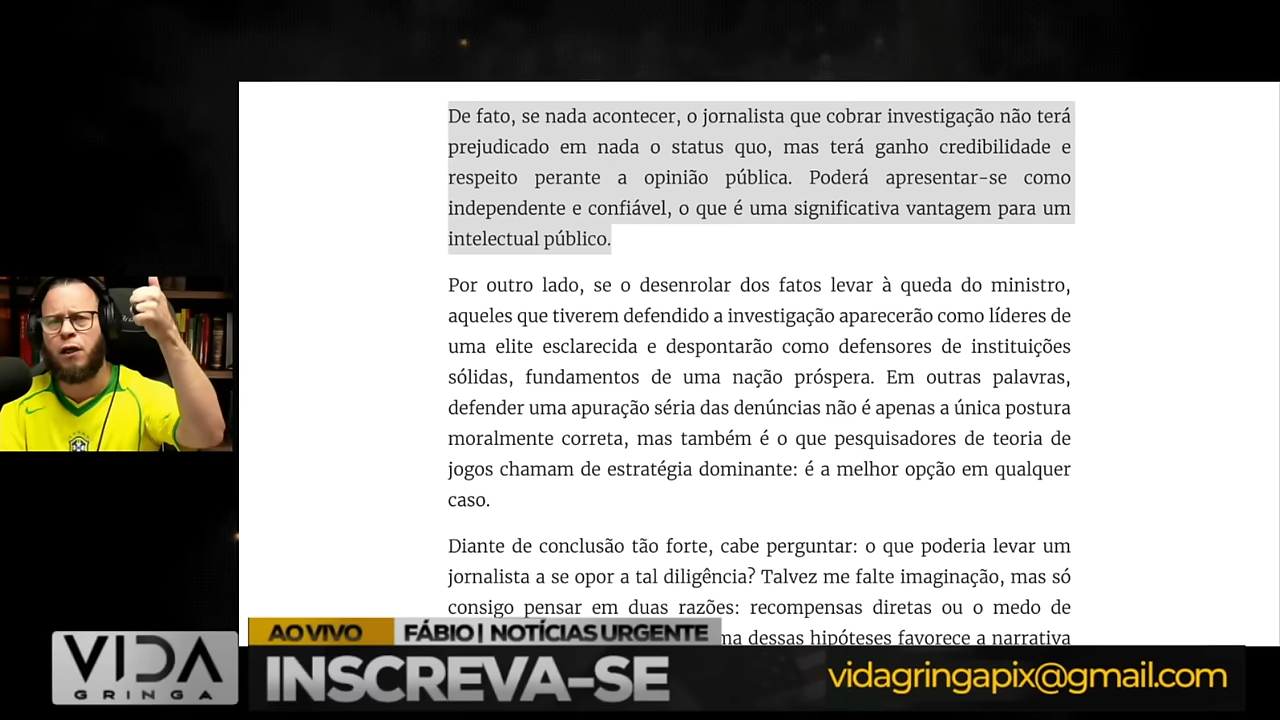 De fato, se nada acontecer, o jornalista que cobrar investigação não terá
prejudicado em nada o status quo, mas terá ganho credibilidade e
respeito perante a opinião pública. Poderá apresentar-se como
independente e confiável, o que é uma significativa vantagem para um
intelectual público.
Por outro lado, se o desenrolar dos fatos levar à queda do ministro,
aqueles que tiverem defendido a investigação aparecerão como líderes de
uma elite esclarecida e despontarão como defensores de instituições
sólidas, fundamentos de uma nação próspera. Em outras palavras,
defender uma apuração séria das denúncias não é apenas a única postura
moralmente correta, mas também é o que pesquisadores de teoria de
jogos chamam de estratégia dominante: é a melhor opção em qualquer
caso.
Diante de conclusão tão forte, cabe perguntar: o que poderia levar um
jornalista a se opor a tal diligência? Talvez me falte imaginação, mas só
consigo pensar em duas razões: recompensas diretas ou o medo de
dessas hipóteses favorece a narrativa
AO VIVO
FÁBIO | NOTÍCIAS URGENTE
VIDA
GRINGA
INSCREVA-SE
vidagringapix@gmail.com